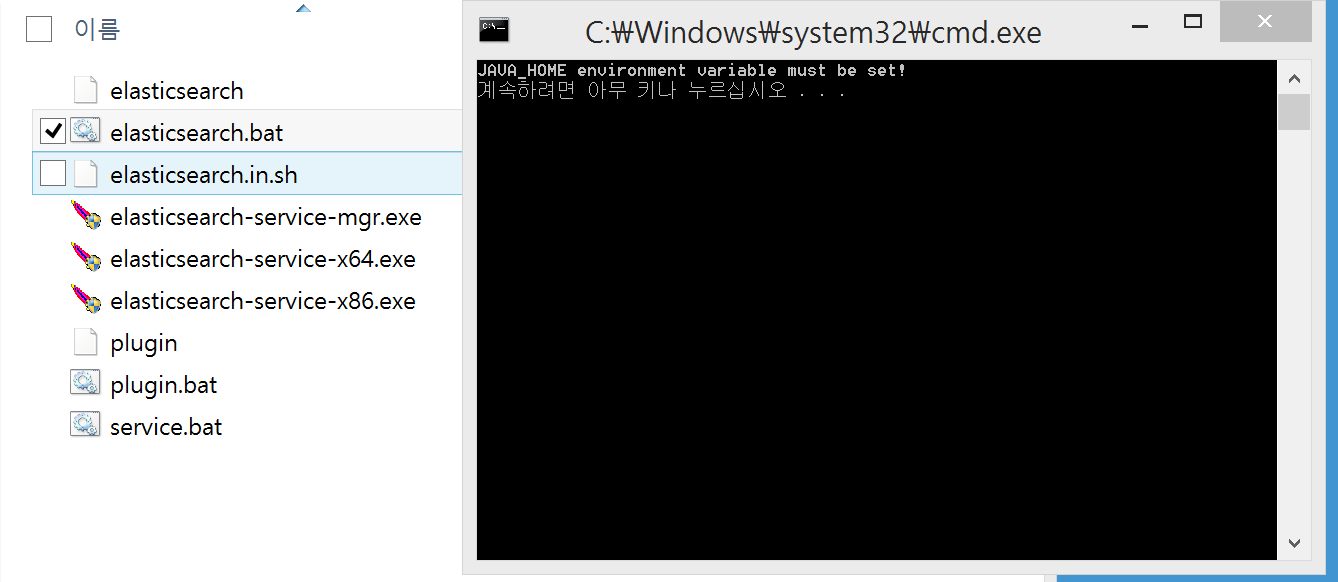 이름
elasticsearch
elasticsearch.bat
elasticsearch.in.sh
elasticsearch-service-mgr.exe
elasticsearch-service-x64.exe
elasticsearch-service-x86.exe
plugin
plugin.bat
service.bat
C:\
C:₩Windows₩system32₩cmd.exe
JAVA_HOME environment variable must be set!
계속하려면 아무 키나 누르십시오 . . .